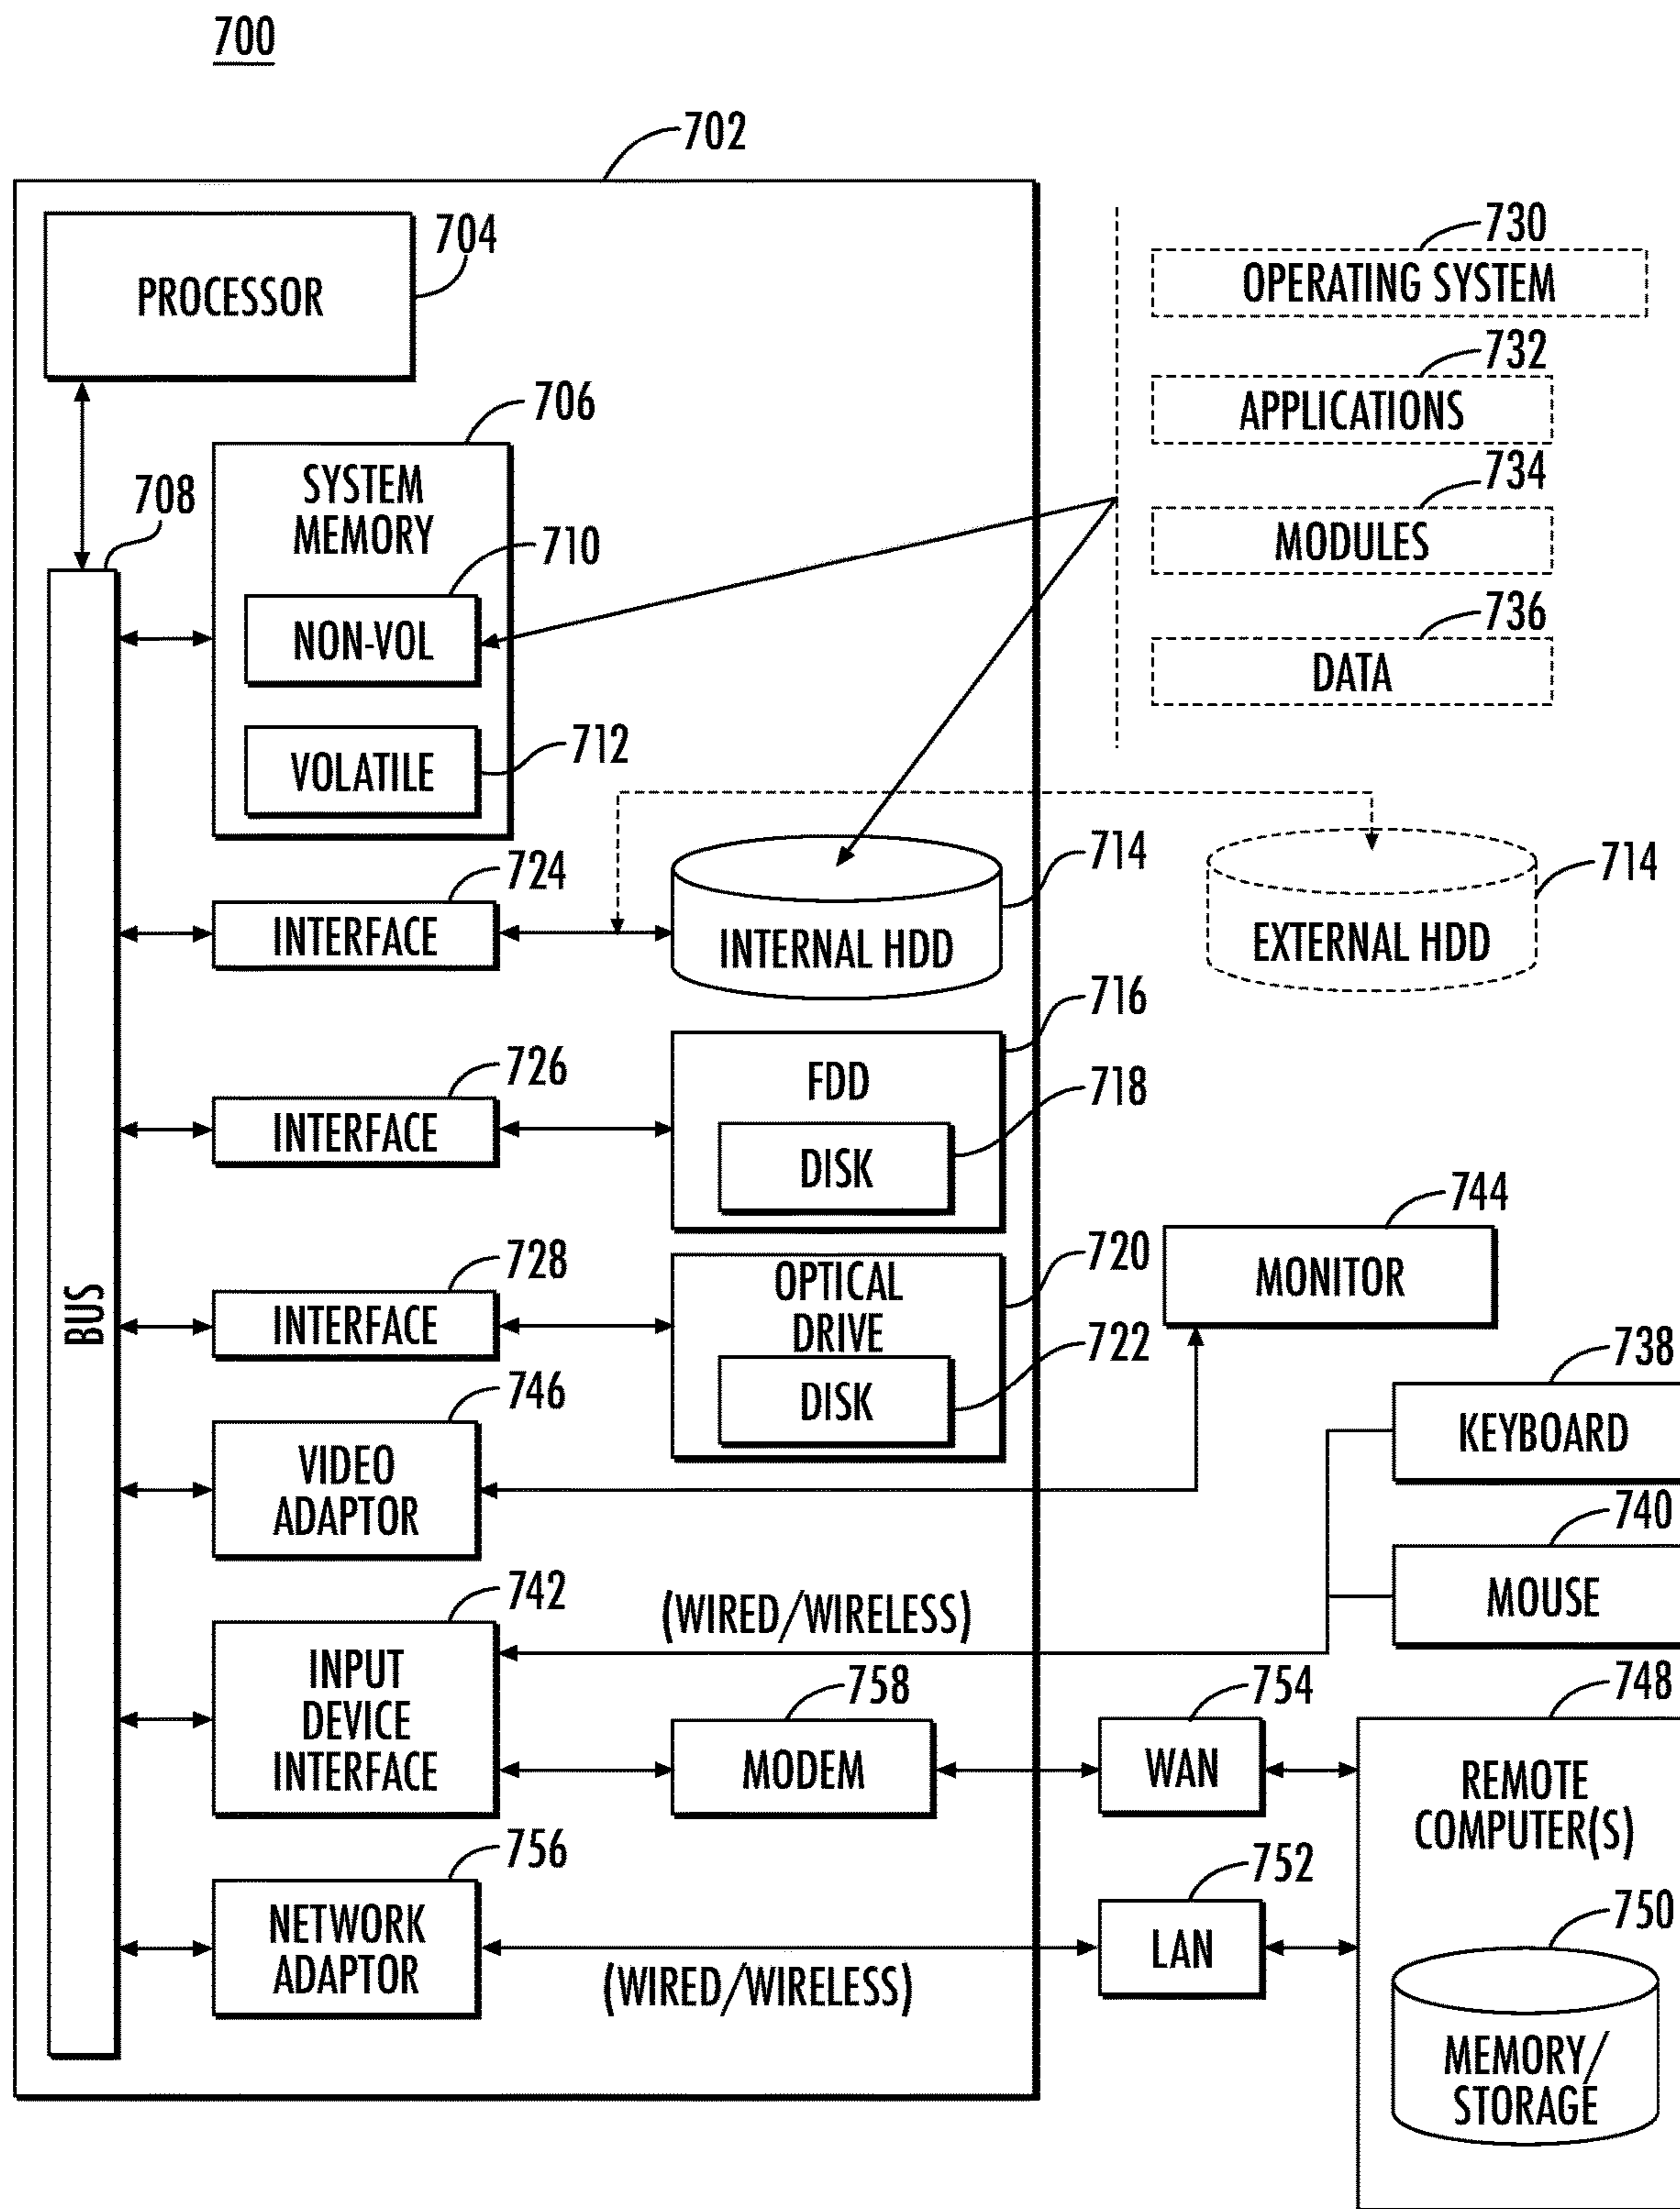 700
702
PROCESSOR
704
730
OPERATING SYSTEM
732
APPLICATIONS
734
MODULES
736
DATA
706
SYSTEM
MEMORY
708
710
NON-VOL
712
VOLATILE
724
INTERFACE
714
INTERNAL HDD
714
EXTERNAL HDD
716
FDD
718
DISK
726
INTERFACE
744
MONITOR
728
INTERFACE
BUS
720
OPTICAL
DRIVE
722
DISK
738
KEYBOARD
746
VIDEO
ADAPTOR
740
MOUSE
742
INPUT
DEVICE
INTERFACE
(WIRED/WIRELESS)
758
MODEM
754
WAN
748
REMOTE
COMPUTER(S)
756
NETWORK
ADAPTOR
(WIRED/WIRELESS)
752
LAN
750
MEMORY/
STORAGE